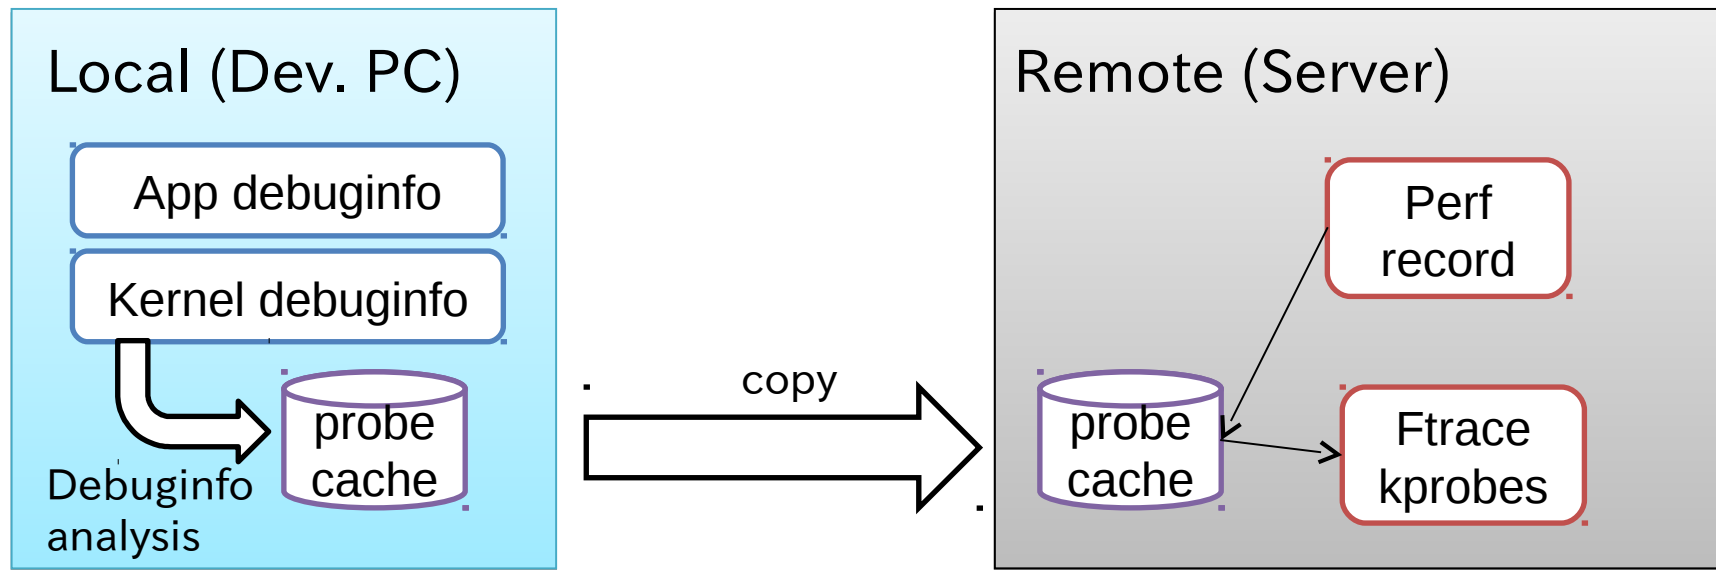 Local (Dev. PC)
App debuginfo
Kernel debuginfo
probe
cache
Debuginfo
analysis
copy
Remote (Server)
Perf
record
probe
cache
Ftrace
kprobes